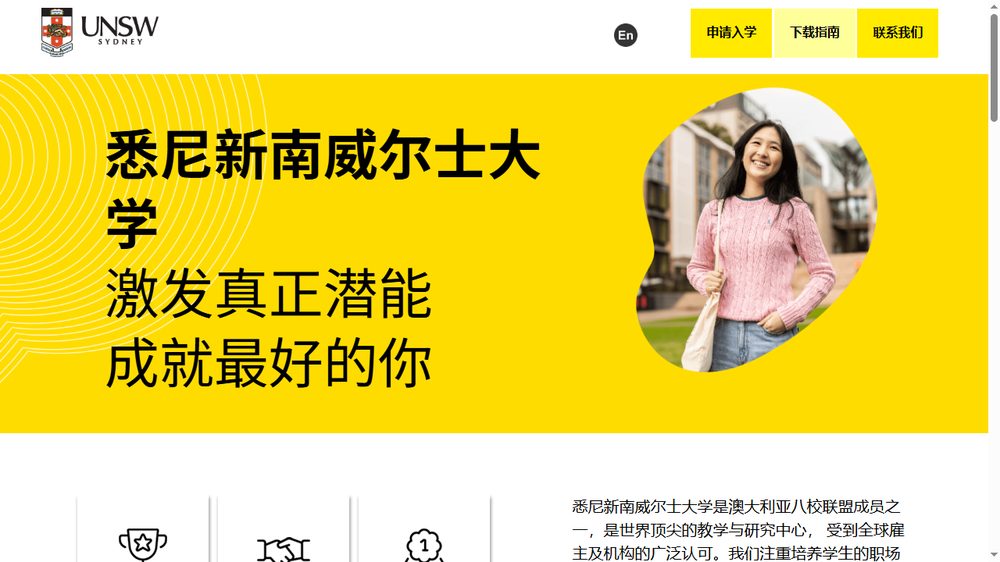 UNSW
SYDNEY
En
申请入学
下载指南
联系我们
悉尼新南威尔士大
学
激发真正潜能
成就最好的你
1
悉尼新南威尔士大学是澳大利亚八校联盟成员之
一，是世界顶尖的教学与研究中心， 受到全球雇
主及机构的广泛认可。我们注重培养学生的职场